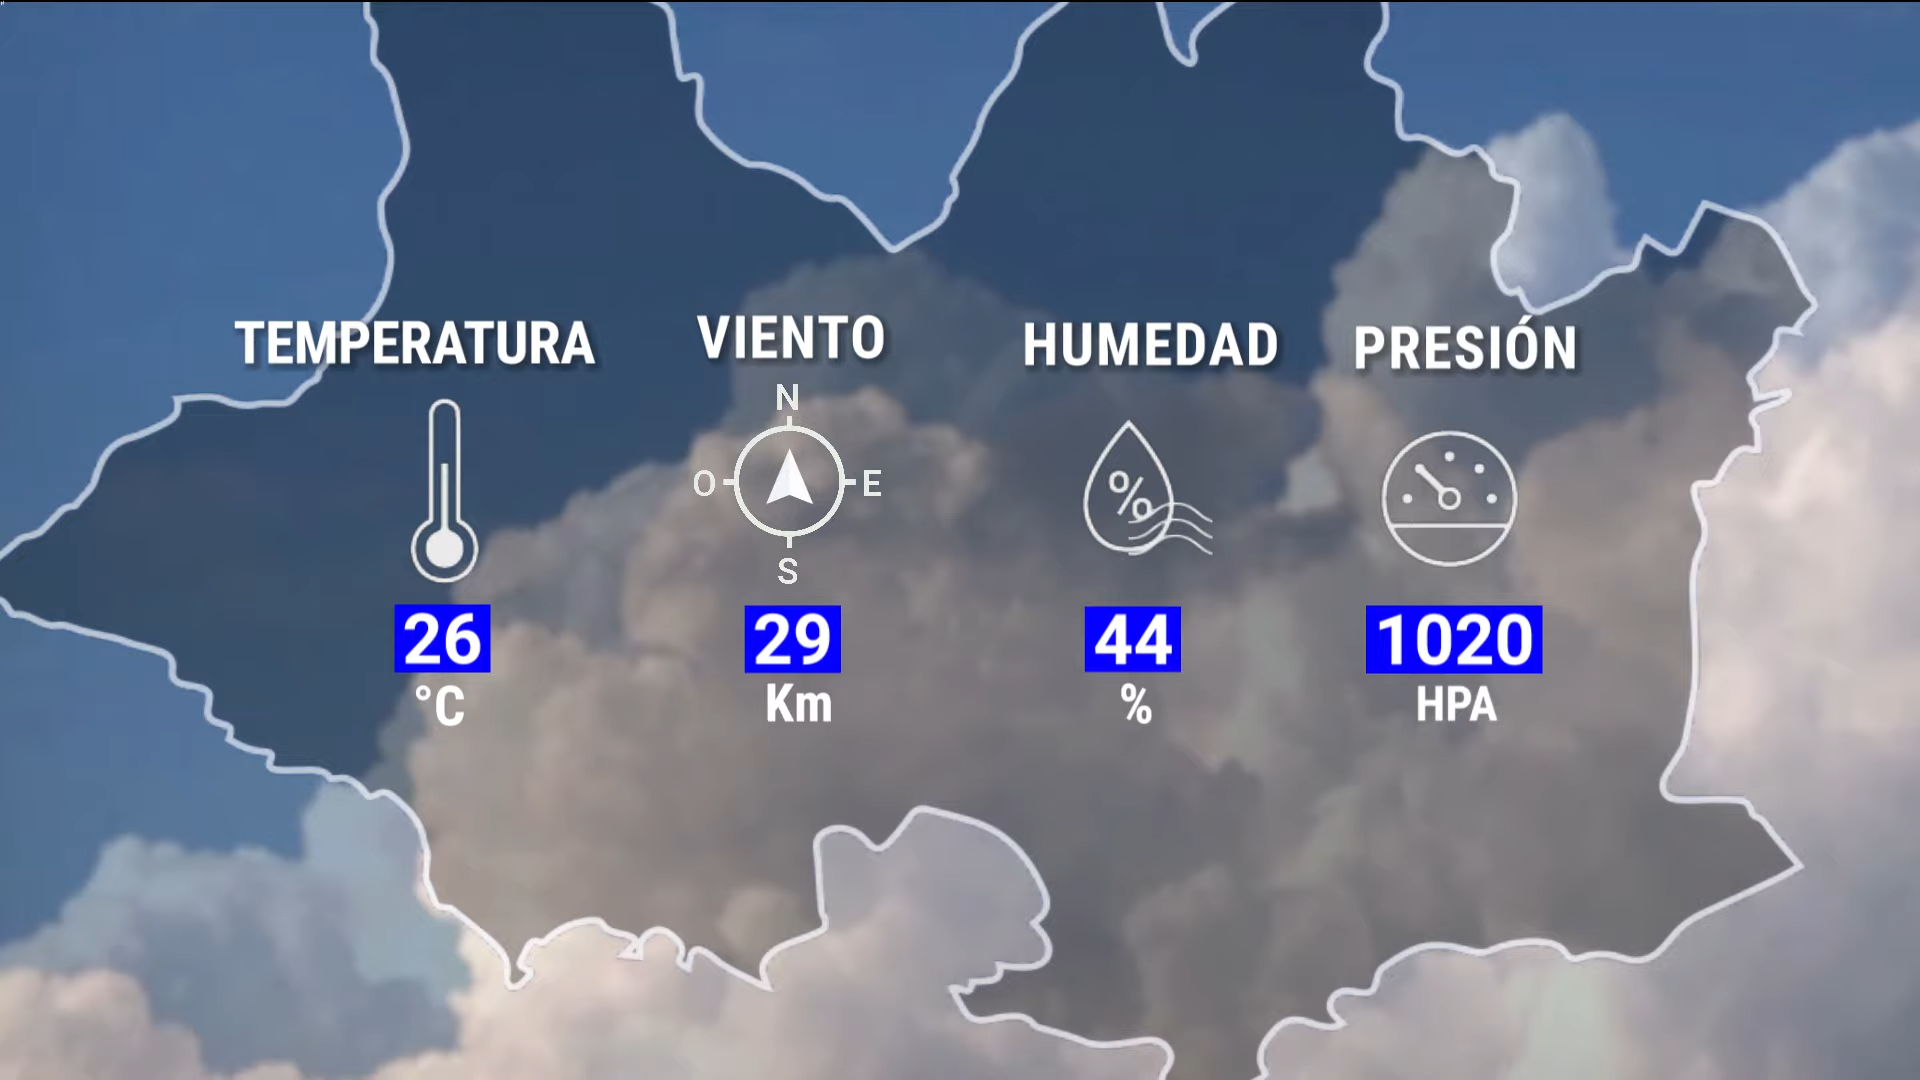 TEMPERATURA
VIENTO
HUMEDAD
PRESIÓN
N
O
E
S
%
26
29
44
1020
°C
Km
%
HPA